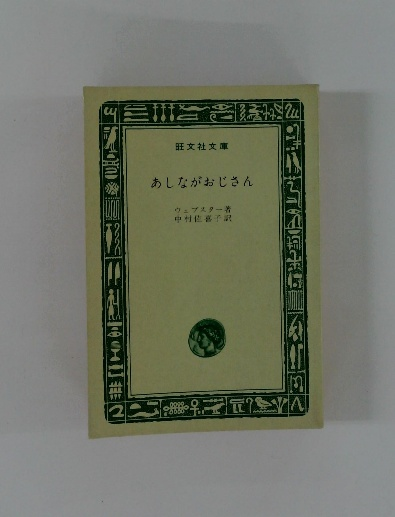 旺文社文庫
あしながおじさん
ウェブスター著
中村佐喜子訳